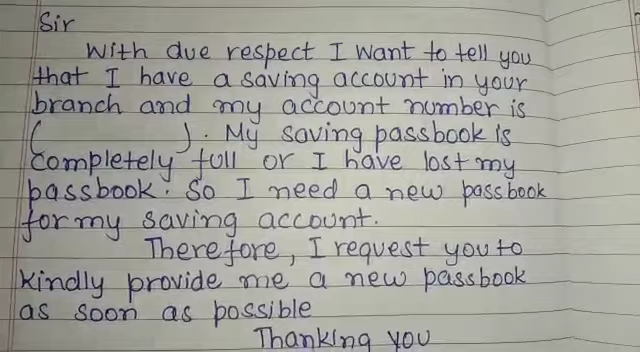 Sir
With due respect I want to tell you
that I have a saving account in your
branch and my account number is
( ). My saving passbook is
completely full or I have lost my
passbook. So I need a new passbook
for my saving account.
Therefore, I request you to
kindly provide me a new passbook
as soon as possible
Thanking you